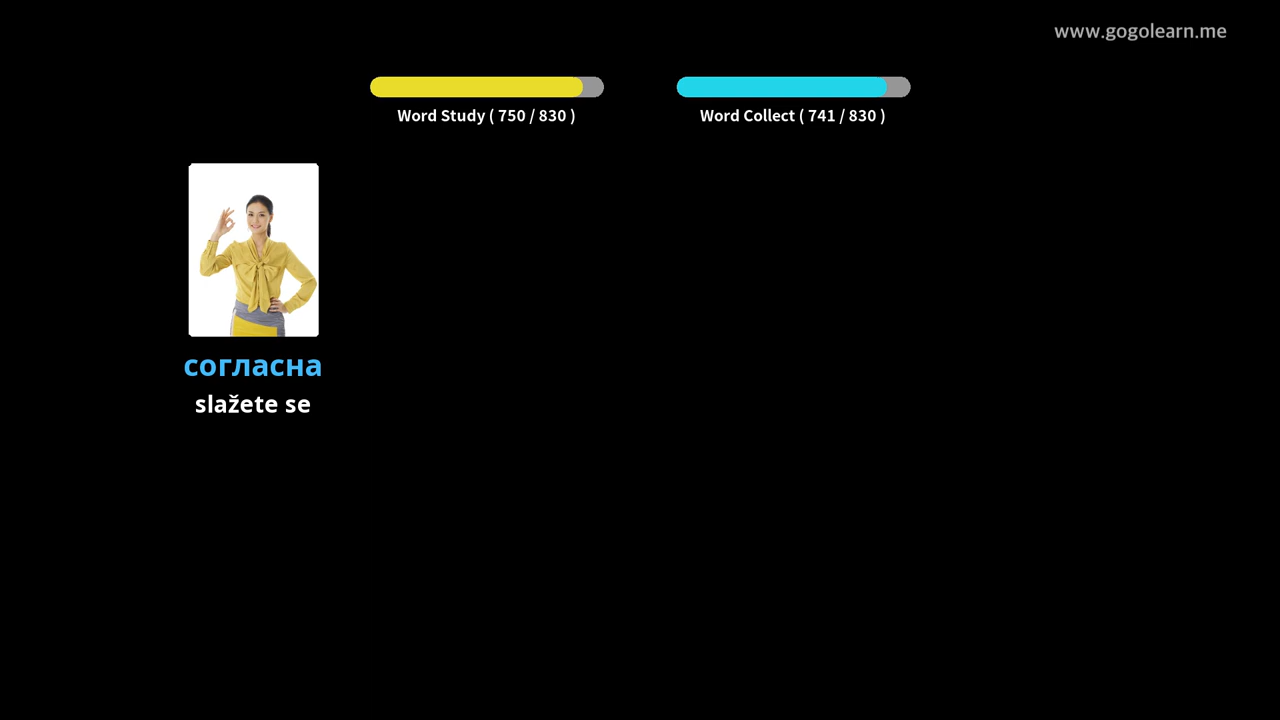 www.gogolearn.me
Word Study ( 750 / 830 )
Word Collect ( 741 / 830 )
согласна
slažete se